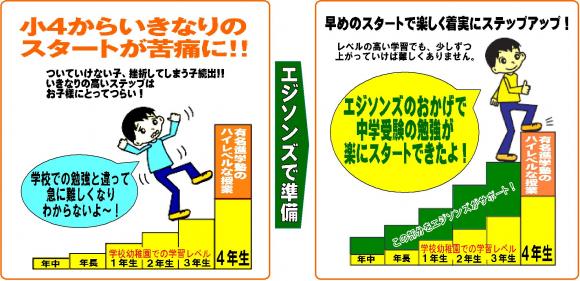 小4からいきなりの
スタートが苦痛に!!
ついていけない子、挫折してしまう子続出!!
いきなりの高いステップは
お子様にとってつらい!
学校での勉強と違って
急に難しくなり
わからないよ〜!
有名進学塾の
ハイレベルな授業
学校幼稚園での学習レベル
年中
年長
1年生
2年生
3年生
4年生
エジソンズで準備
早めのスタートで楽しく着実にステップアップ!
レベルの高い学習でも、少しずつ
上がっていけば難しくありません。
エジソンズのおかげで
中学受験の勉強が
楽にスタートできたよ!
有名進学塾の
ハイレベルな授業
この部分をエジソンズがサポート!
学校幼稚園での学習レベル
年中
年長
1年生
2年生
3年生
4年生